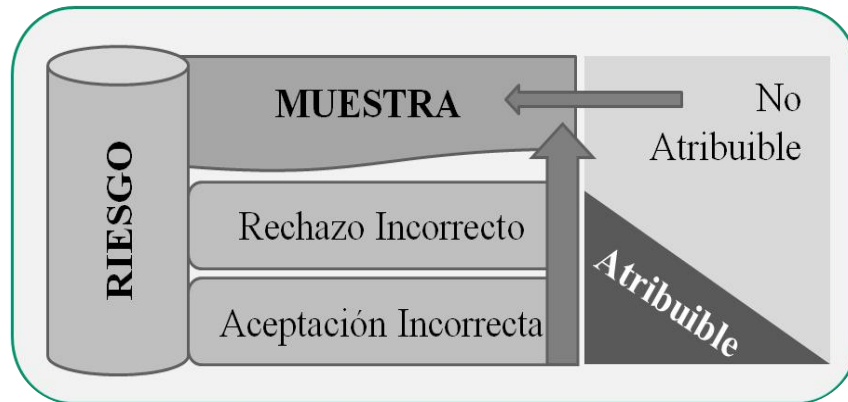 RIESGO
MUESTRA
Rechazo Incorrecto
Aceptación Incorrecta
No
Atribuible
Atribuible